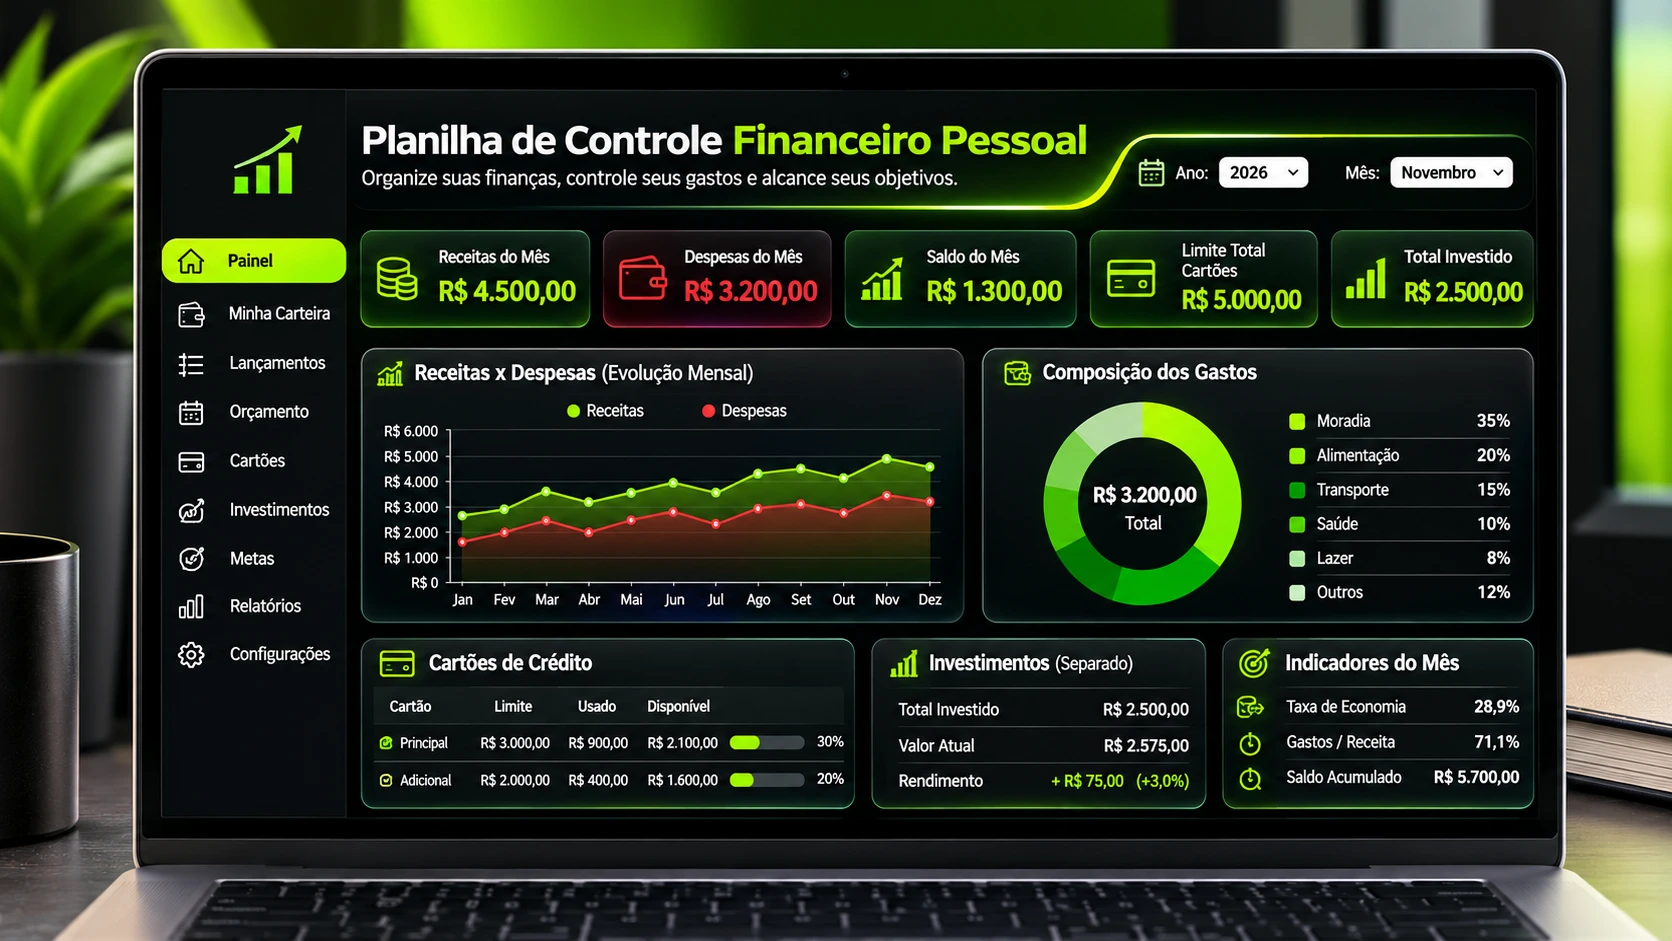 Planilha de Controle Financeiro Pessoal
Organize suas finanças, controle seus gastos e alcance seus objetivos.
Ano: 2026 Mês: Novembro
Painel
Minha Carteira
Lançamentos
Orçamento
Cartões
Investimentos
Metas
Relatórios
Configurações
Receitas do Mês
R$ 4.500,00
Despesas do Mês
R$ 3.200,00
Saldo do Mês
R$ 1.300,00
Limite Total
Cartões
R$ 5.000,00
Total Investido
R$ 2.500,00
Receitas x Despesas (Evolução Mensal)
Receitas Despesas
R$ 6.000
R$ 5.000
R$ 4.000
R$ 3.000
R$ 2.000
R$ 1.000
R$ 0
Jan Fev Mar Abr Mai Jun Jul Ago Set Out Nov Dez
Composição dos Gastos
R$ 3.200,00
Total
Moradia 35%
Alimentação 20%
Transporte 15%
Saúde 10%
Lazer 8%
Outros 12%
Cartões de Crédito
Cartão Limite Usado Disponível
Principal R$ 3.000,00 R$ 900,00 R$ 2.100,00 30%
Adicional R$ 2.000,00 R$ 400,00 R$ 1.600,00 20%
Investimentos (Separado)
Total Investido R$ 2.500,00
Valor Atual R$ 2.575,00
Rendimento + R$ 75,00 (+3,0%)
Indicadores do Mês
Taxa de Economia 28,9%
Gastos / Receita 71,1%
Saldo Acumulado R$ 5.700,00